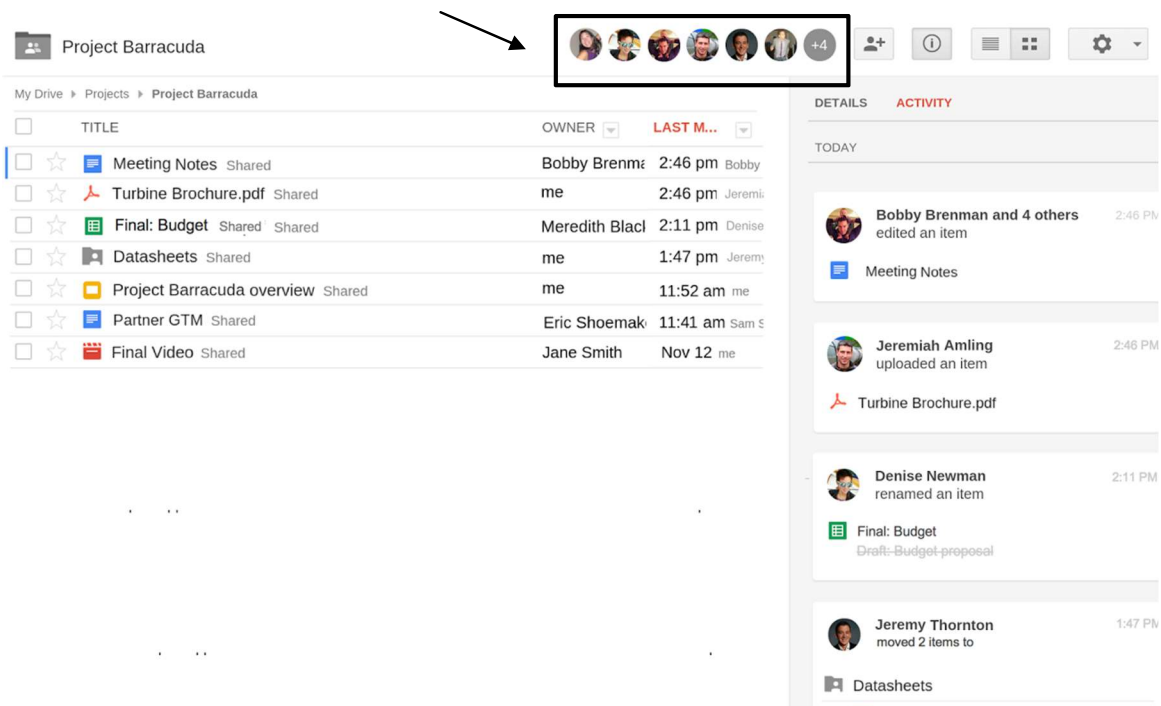 Project Barracuda
+4
My Drive Projects Project Barracuda
TITLE OWNER LAST M...
Meeting Notes Shared Bobby Brenma 2:46 pm Bobby
Turbine Brochure.pdf Shared me 2:46 pm Jeremia
Final: Budget Shared Shared Meredith Black 2:11 pm Denise
Datasheets Shared me 1:47 pm Jeremy
Project Barracuda overview Shared me 11:52 am me
Partner GTM Shared Eric Shoemak 11:41 am Sam S
Final Video Shared Jane Smith Nov 12 me
DETAILS ACTIVITY
TODAY
Bobby Brenman and 4 others 2:46 PM
edited an item
Meeting Notes
Jeremiah Amling 2:46 PM
uploaded an item
Turbine Brochure.pdf
Denise Newman 2:11 PM
renamed an item
Final: Budget
Draft: Budget proposal
Jeremy Thornton 1:47 PM
moved 2 items to
Datasheets